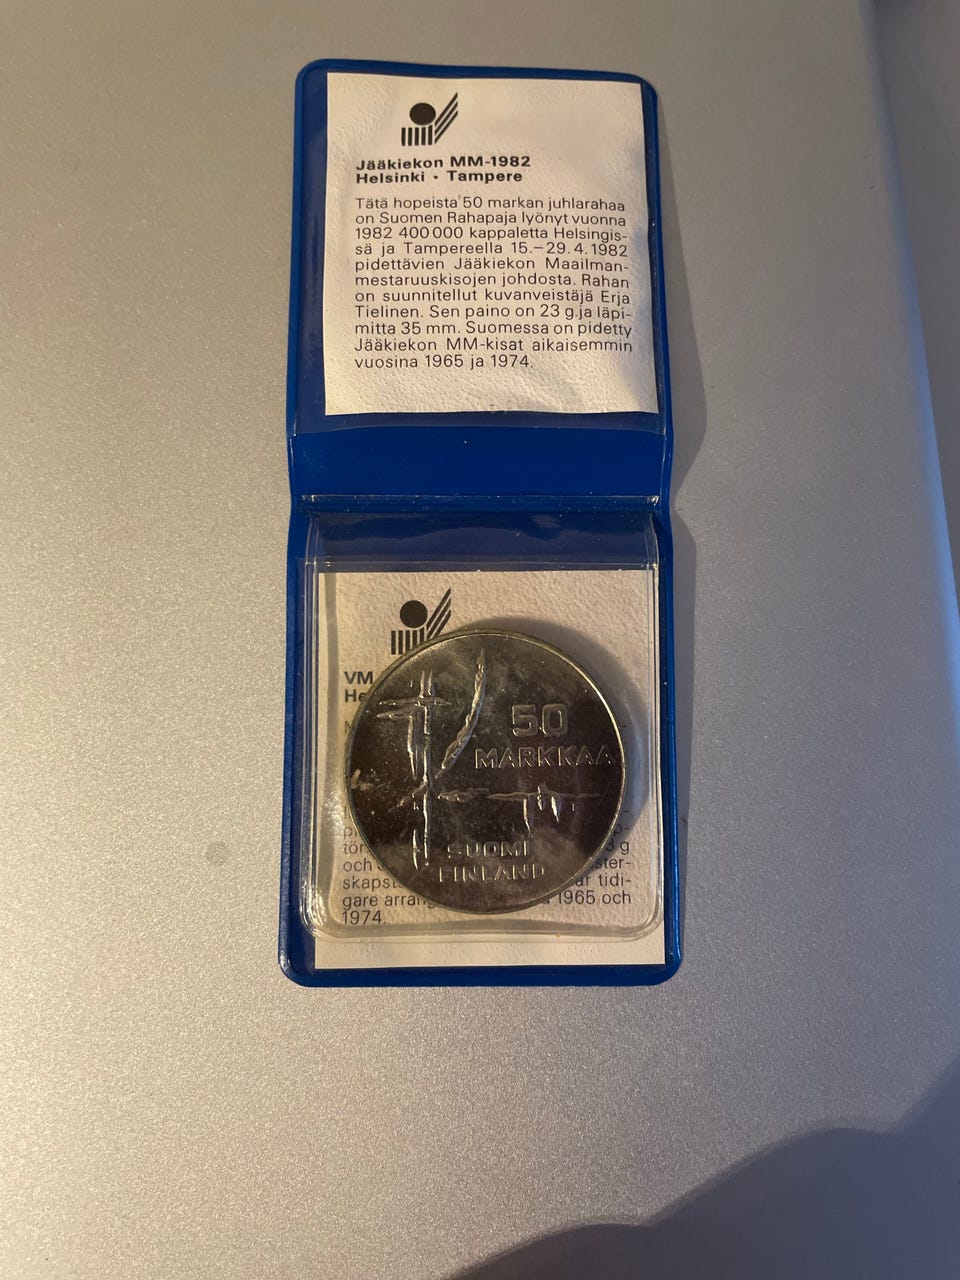 Jääkiekon MM-1982
Helsinki • Tampere
Tätä hopeista 50 markan juhlarahaa
on Suomen Rahapaja lyönyt vuonna
1982 400 000 kappaletta Helsingis-
sä ja Tampereella 15.–29.4.1982
pidettävien Jääkiekon Maailman-
mestaruuskisojen johdosta. Rahan
on suunnitellut kuvanveistäjä Erja
Tielinen. Sen paino on 23 g ja läpi-
mitta 35 mm. Suomessa on pidetty
Jääkiekon MM-kisat aikaisemmin
vuosina 1965 ja 1974.
VM
50
MARKKAA
SUOMI
FINLAND
g
och
tidi-
gare 1965 och
1974.